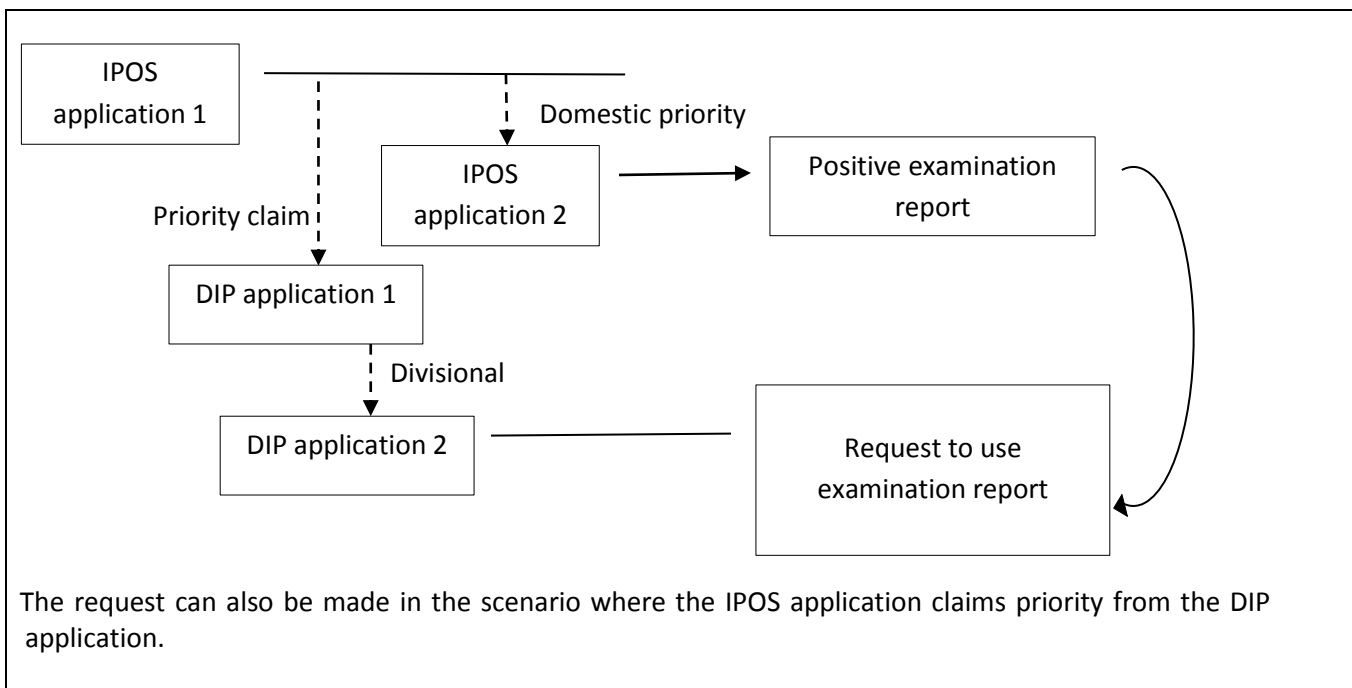 IPOS
application 1
Domestic priority
IPOS
application 2
Positive examination
report
Priority claim
DIP application 1
Divisional
DIP application 2
Request to use
examination report
The request can also be made in the scenario where the IPOS application claims priority from the DIP
application.